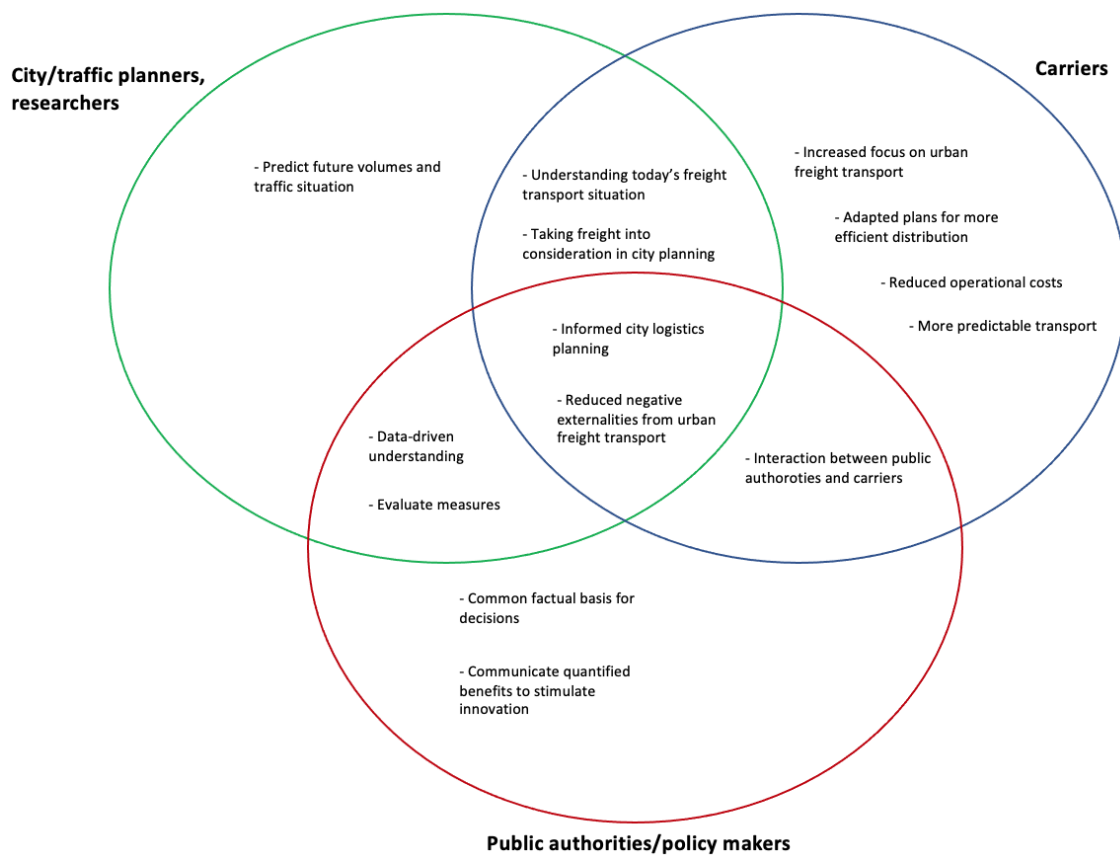 City/traffic planners,
researchers
Carriers
- Predict future volumes and
traffic situation
- Understanding today's freight
transport situation
- Taking freight into
consideration in city planning
- Increased focus on urban
freight transport
- Adapted plans for more
efficient distribution
- Reduced operational costs
- More predictable transport
- Informed city logistics
planning
- Reduced negative
externalities from urban
freight transport
- Data-driven
understanding
- Evaluate measures
- Interaction between public
authoroties and carriers
- Common factual basis for
decisions
- Communicate quantified
benefits to stimulate
innovation
Public authorities/policy makers